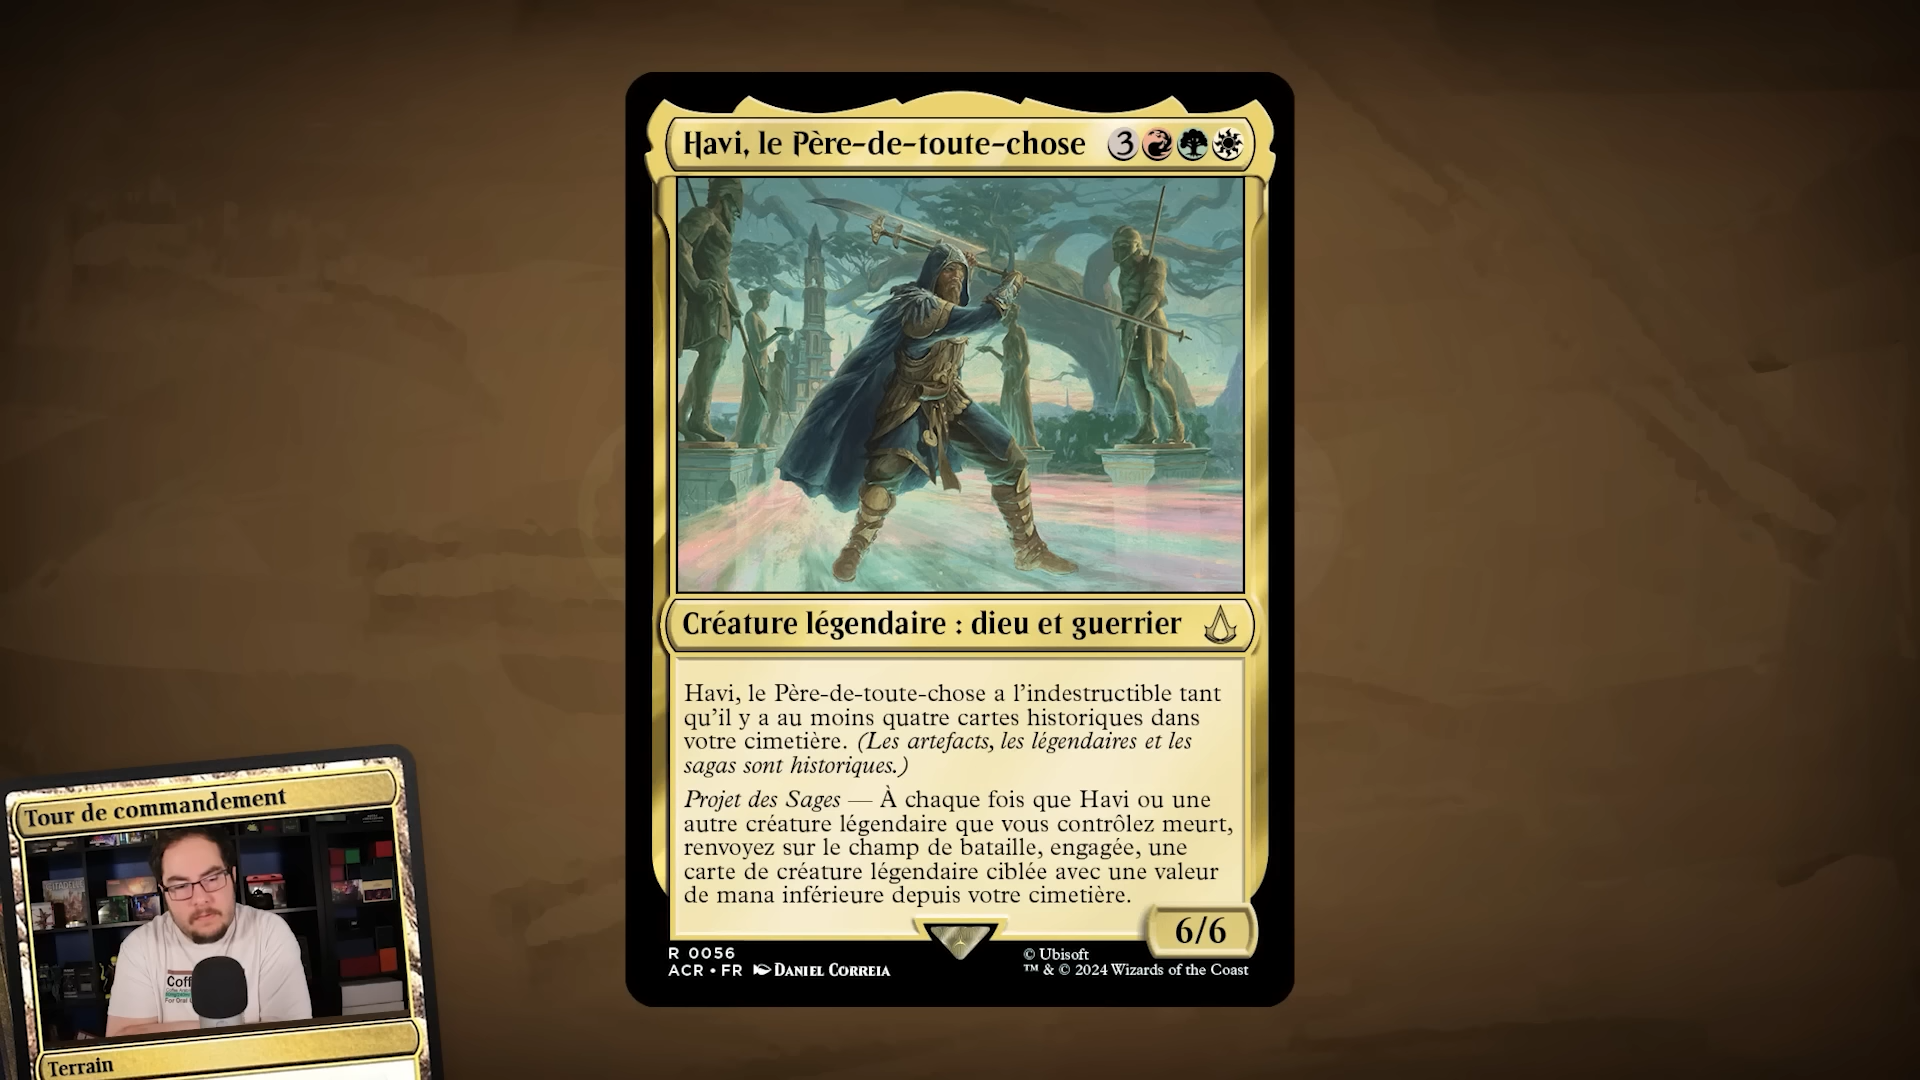 Havi, le Père-de-toute-chose 3
Créature légendaire : dieu et guerrier
Havi, le Père-de-toute-chose a l'indestructible tant
qu'il y a au moins quatre cartes historiques dans
votre cimetière. (Les artefacts, les légendaires et les
sagas sont historiques.)
Projet des Sages — À chaque fois que Havi ou une
autre créature légendaire que vous contrôlez meurt,
renvoyez sur le champ de bataille, engagée, une
carte de créature légendaire ciblée avec une valeur
de mana inférieure depuis votre cimetière.
6/6
R 0056
ACR • FR Daniel Correia
© Ubisoft
™ & © 2024 Wizards of the Coast
Tour de commandement
Coff
For Oral
Terrain